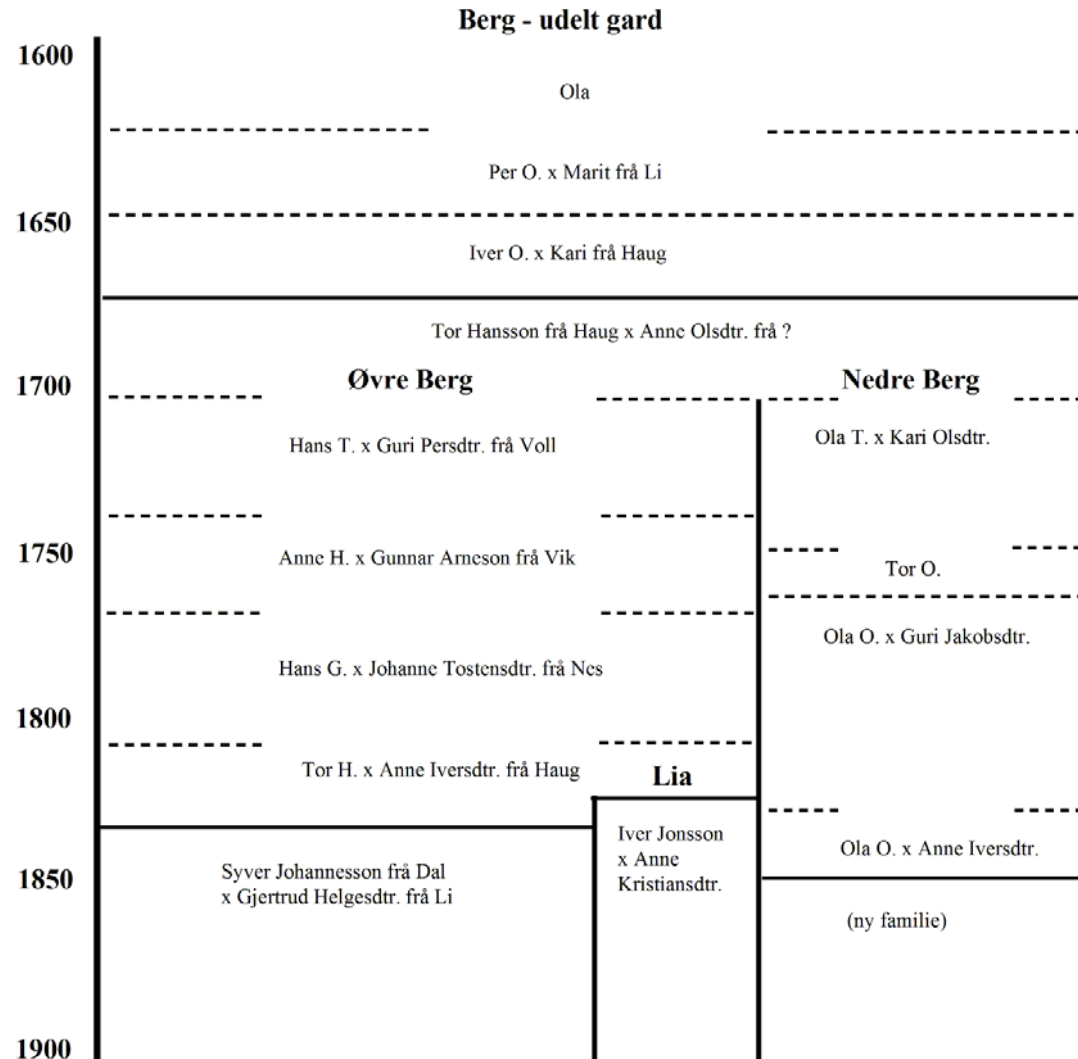 Berg - udelt gard
1600
Ola
Per O. x Marit frå Li
1650
Iver O. x Kari frå Haug
Tor Hansson frå Haug x Anne Olsdtr. frå ?
1700
Øvre Berg
Nedre Berg
Hans T. x Guri Persdtr. frå Voll
Ola T. x Kari Olsdtr.
1750
Anne H. x Gunnar Arneson frå Vik
Tor O.
Ola O. x Guri Jakobsdtr.
Hans G. x Johanne Tostensdtr. frå Nes
1800
Tor H. x Anne Iversdtr. frå Haug
Lia
Iver Jonsson
x Anne
Kristiansdtr.
Ola O. x Anne Iversdtr.
1850
Syver Johannesson frå Dal
x Gjertrud Helgesdtr. frå Li
(ny familie)
1900